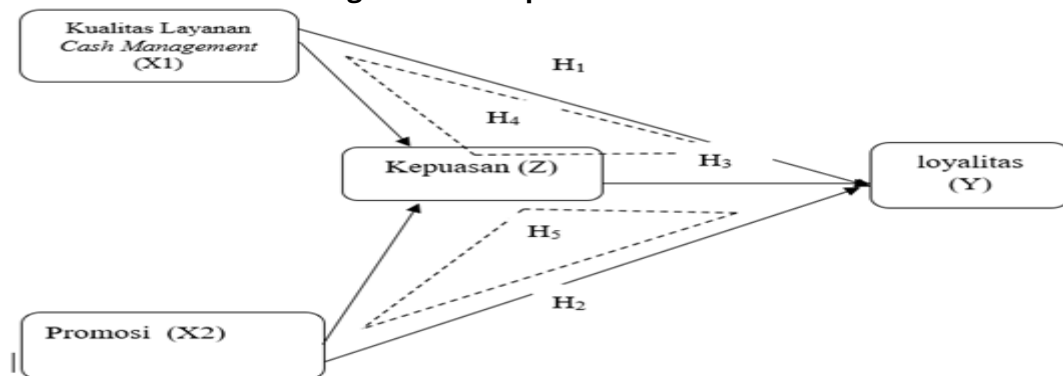 Kualitas Layanan
Cash Management
(X1)
H1
H4
Kepuasan (Z)
H3
loyalitas
(Y)
H5
H2
Promosi (X2)